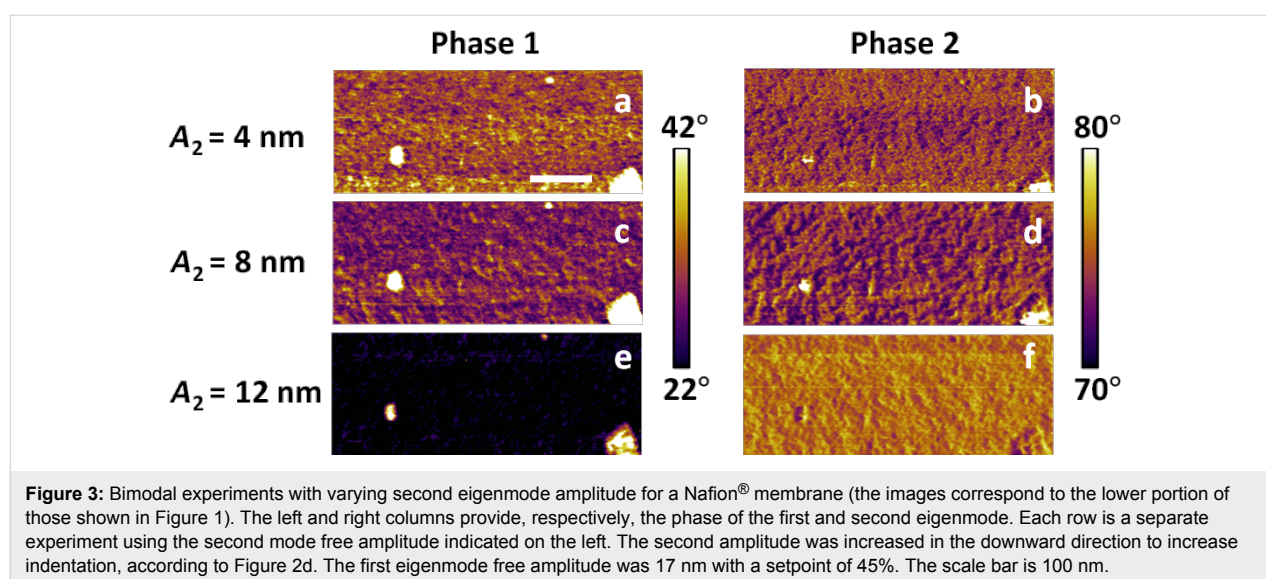 Phase 1 Phase 2
A2 = 4 nm a b
42° 80°
A2 = 8 nm c d
A2 = 12 nm e f
22° 70°
Figure 3: Bimodal experiments with varying second eigenmode amplitude for a Nafion® membrane (the images correspond to the lower portion of
those shown in Figure 1). The left and right columns provide, respectively, the phase of the first and second eigenmode. Each row is a separate
experiment using the second mode free amplitude indicated on the left. The second amplitude was increased in the downward direction to increase
indentation, according to Figure 2d. The first eigenmode free amplitude was 17 nm with a setpoint of 45%. The scale bar is 100 nm.